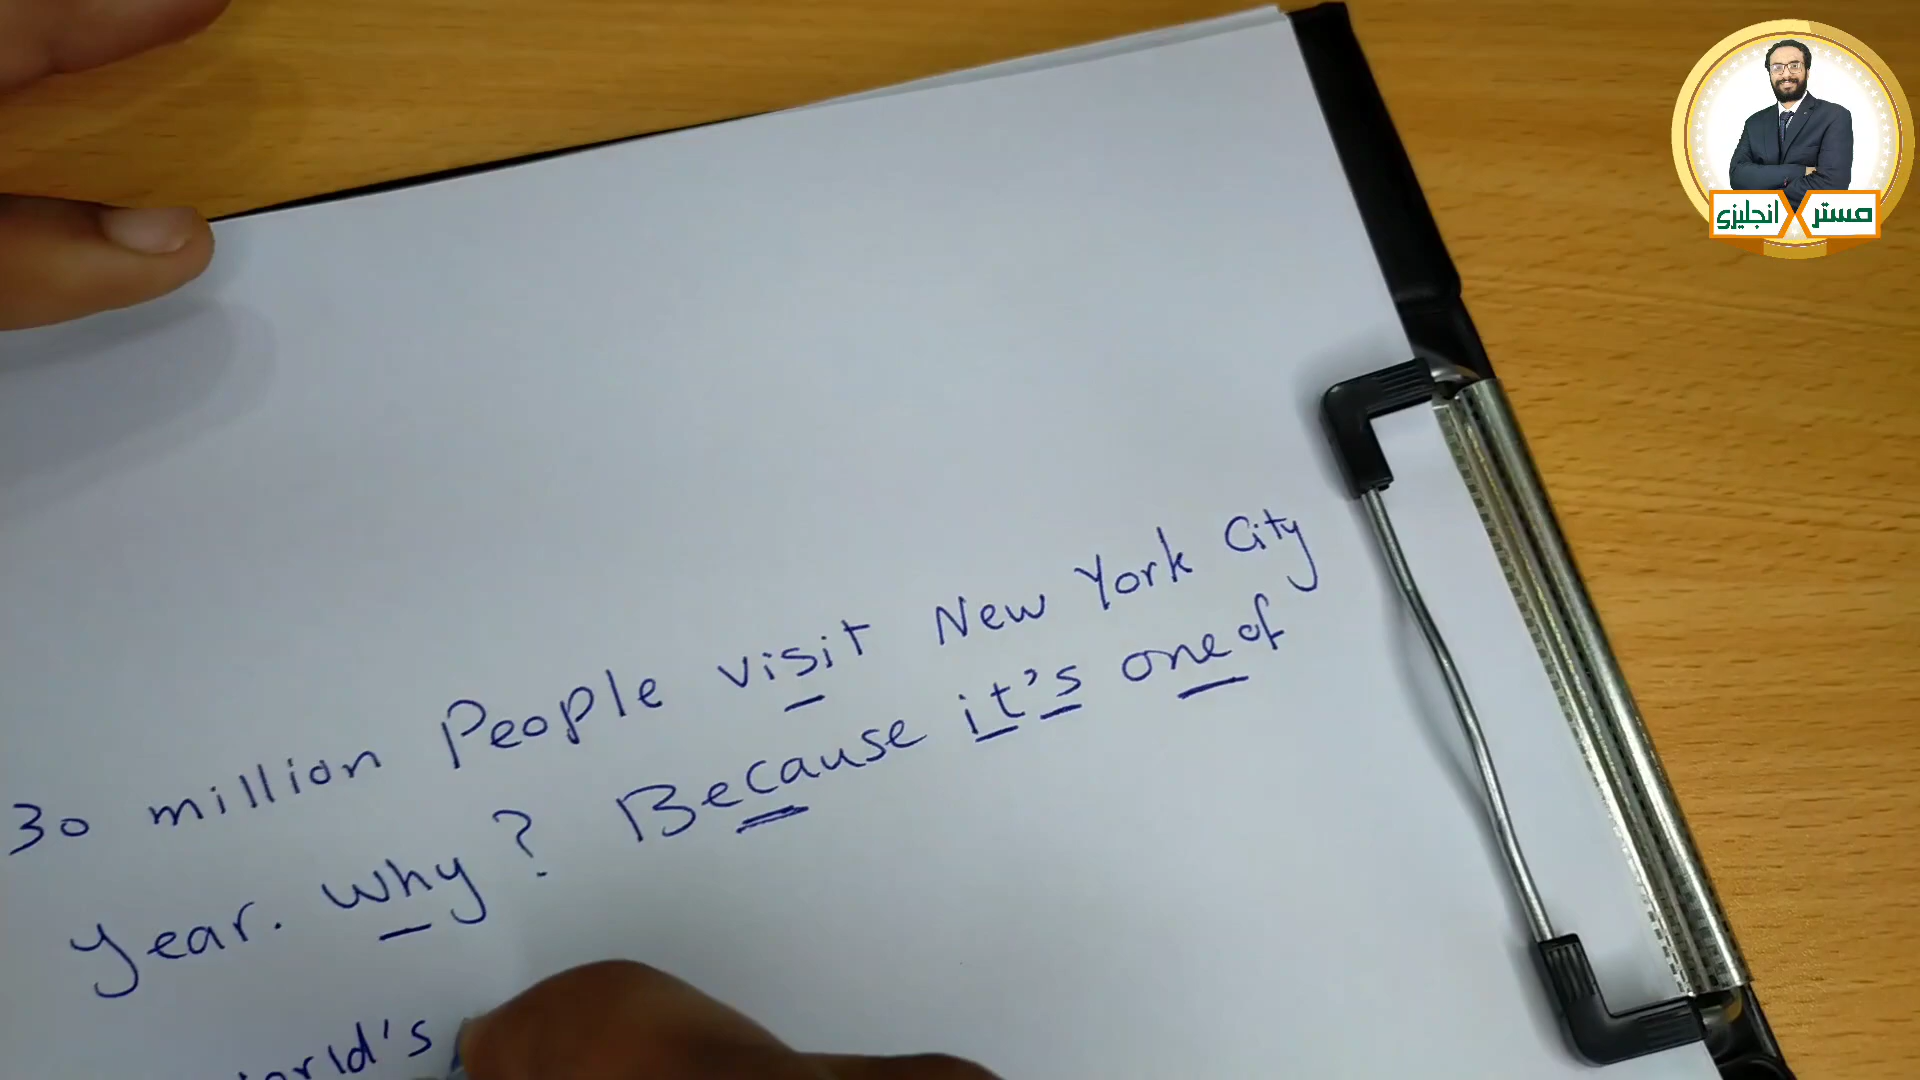 30 million People visit New York City
year. Why? Because it's one of
world's
مستر X انجليزي